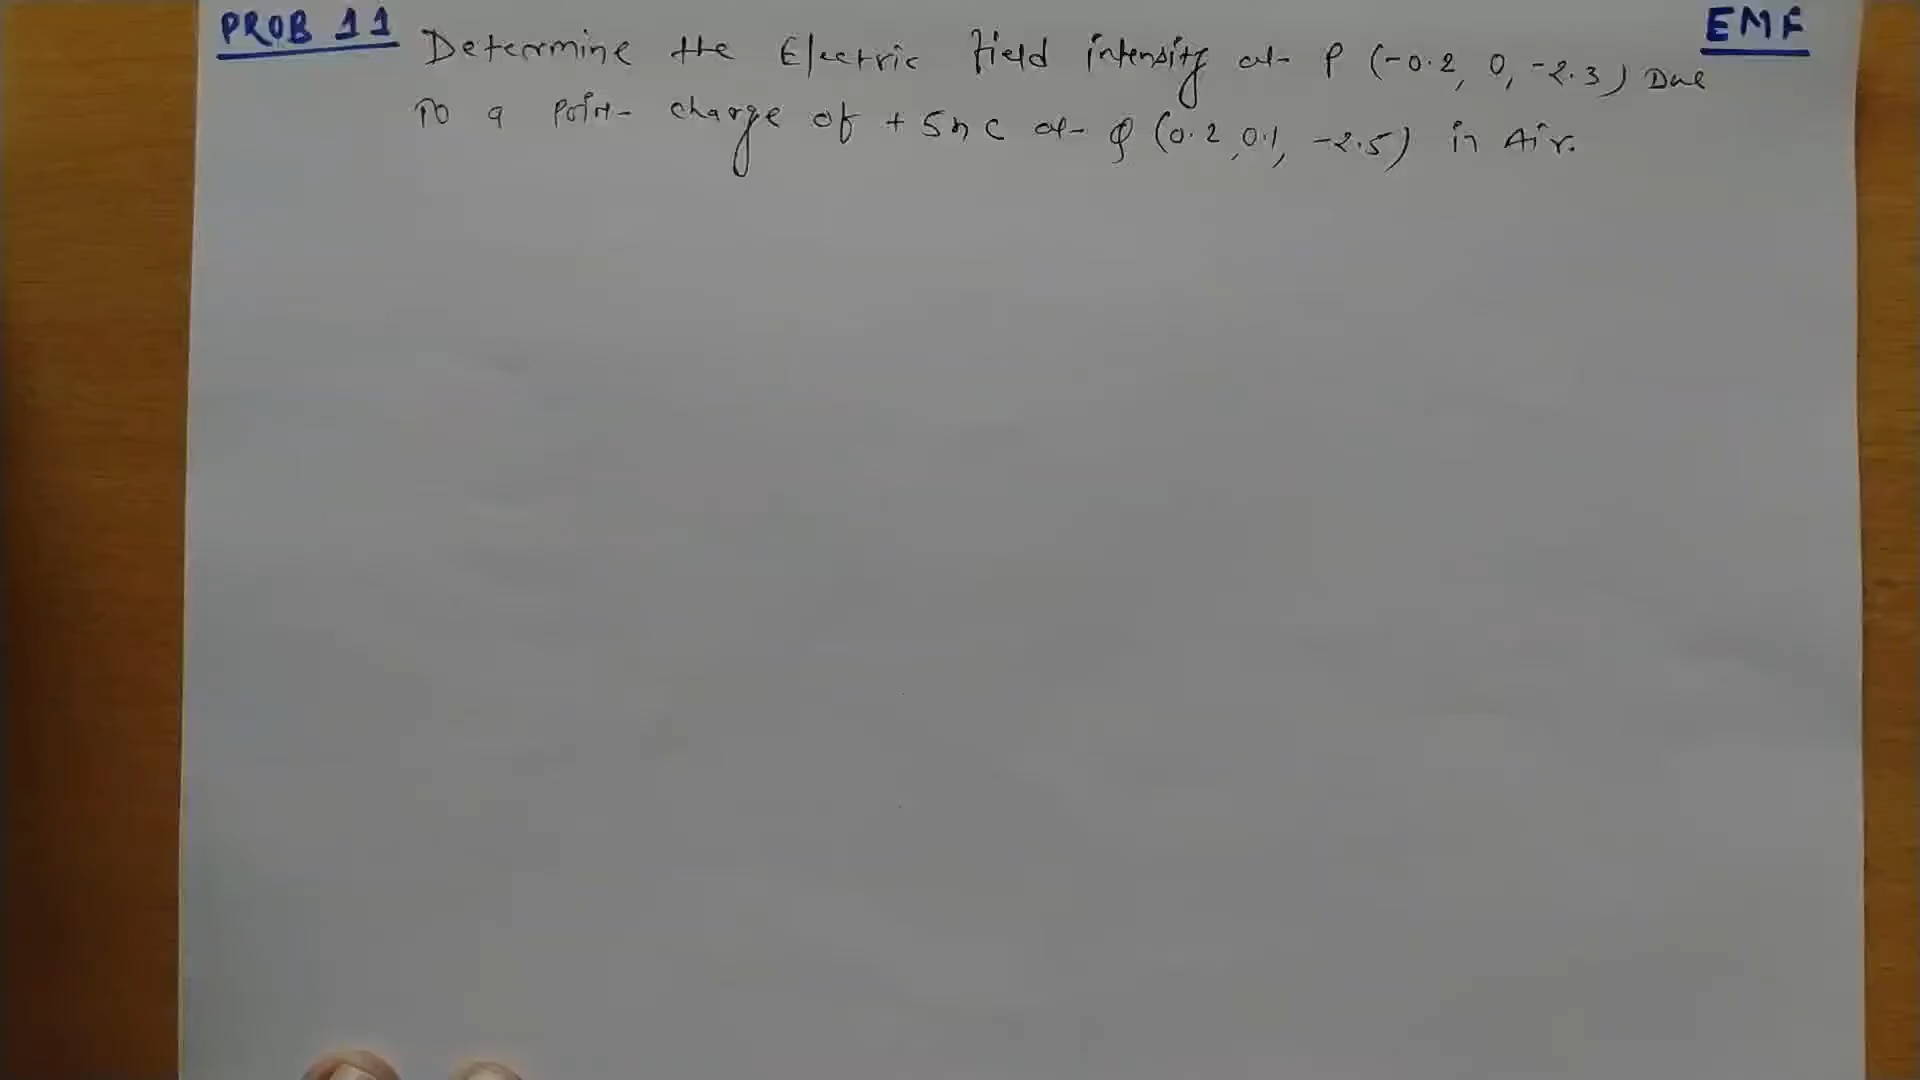 PROB 11
EMF
Determine the Electric field intensity at P (-0.2, 0, -2.3) Due
To a point charge of + 5nC at Q (0.2, 0.1, -2.5) in Air.